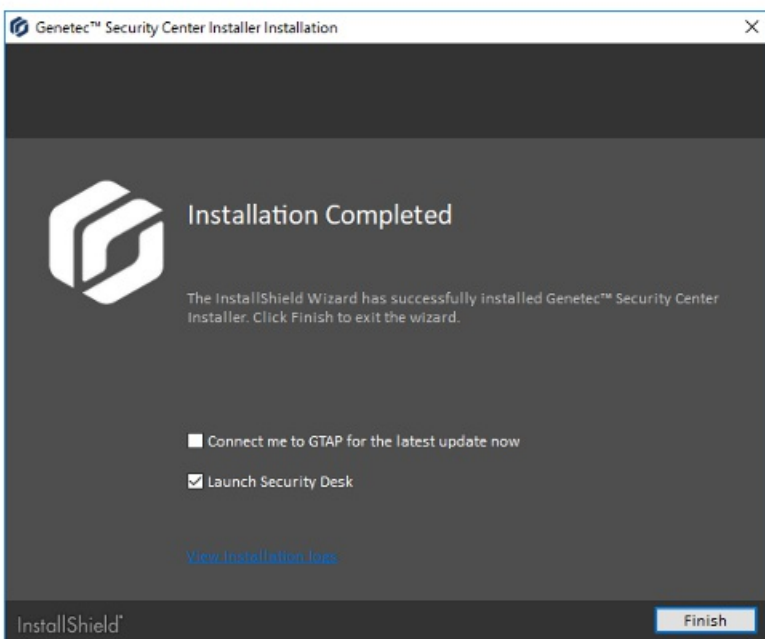 Genetec™ Security Center Installer Installation
Installation Completed
The InstallShield Wizard has successfully installed Genetec™ Security Center
Installer. Click Finish to exit the wizard.
Connect me to GTAP for the latest update now
Launch Security Desk
View Installation logs
InstallShield
Finish